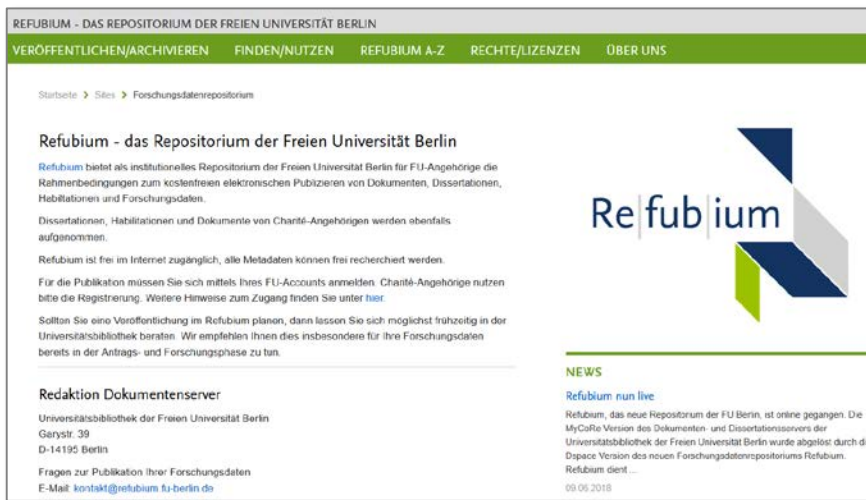 REFUBIUM - DAS REPOSITORIUM DER FREIEN UNIVERSITÄT BERLIN
VERÖFFENTLICHEN/ARCHIVIEREN FINDEN/NUTZEN REFUBIUM A-Z RECHTE/LIZENZEN ÜBER UNS
Startseite > Sites > Forschungsdatenrepositorium
Refubium - das Repositorium der Freien Universität Berlin
Refubium bietet als institutionelles Repositorium der Freien Universität Berlin für FU-Angehörige die
Rahmenbedingungen zum kostenfreien elektronischen Publizieren von Dokumenten, Dissertationen,
Habilitationen und Forschungsdaten.
Dissertationen, Habilitationen und Dokumente von Charité-Angehörigen werden ebenfalls
aufgenommen.
Refubium ist frei im Internet zugänglich, alle Metadaten können frei recherchiert werden.
Für die Publikation müssen Sie sich mittels Ihres FU-Accounts anmelden. Charité-Angehörige nutzen
bitte die Registrierung. Weitere Hinweise zum Zugang finden Sie unter hier.
Sollten Sie eine Veröffentlichung im Refubium planen, dann lassen Sie sich möglichst frühzeitig in der
Universitätsbibliothek beraten. Wir empfehlen Ihnen dies insbesondere für Ihre Forschungsdaten
bereits in der Antrags- und Forschungsphase zu tun.
Redaktion Dokumentenserver
Universitätsbibliothek der Freien Universität Berlin
Garystr. 39
D-14195 Berlin
Fragen zur Publikation Ihrer Forschungsdaten
E-Mail: kontakt@refubium.fu-berlin.de
Re|fub|ium
NEWS
Refubium nun live
Refubium, das neue Repositorium der FU Berlin, ist online gegangen. Die
MyCoRe Version des Dokumenten- und Dissertationsservers der
Universitätsbibliothek der Freien Universität Berlin wurde abgelöst durch d
Dspace Version des neuen Forschungsdatenrepositoriums Refubium.
Refubium dient ...
09.06.2018